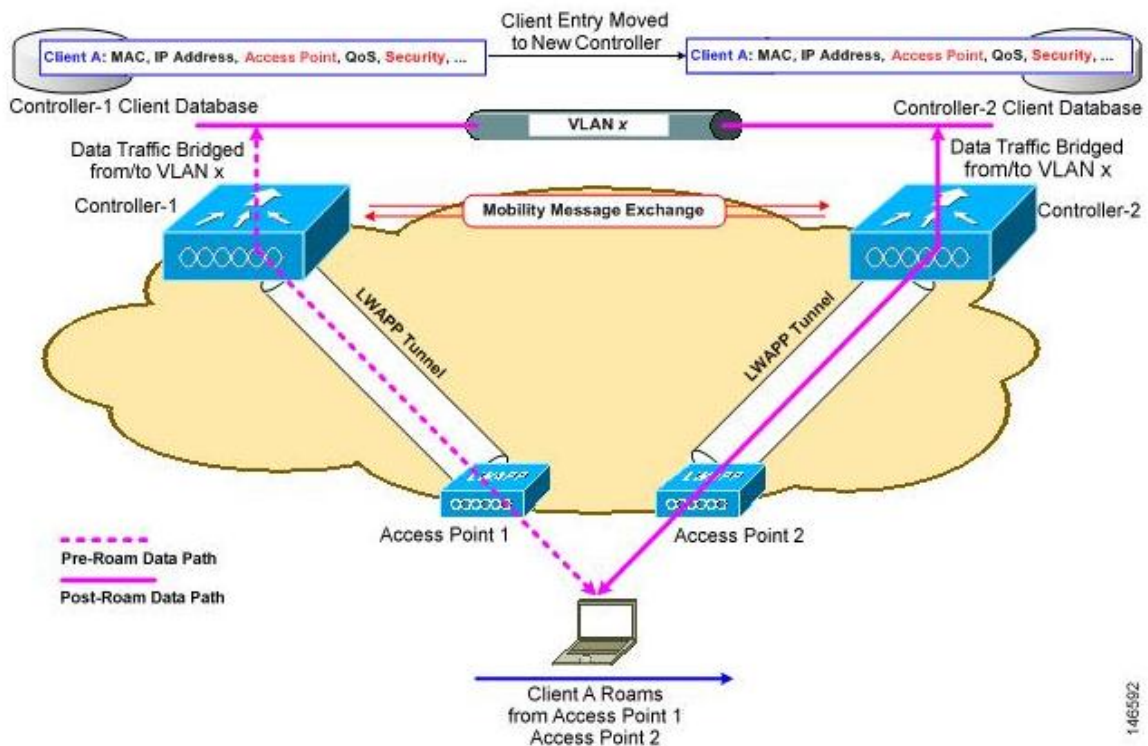 Client Entry Moved
to New Controller
Client A: MAC, IP Address, Access Point, QoS, Security, ...
Client A: MAC, IP Address, Access Point, QoS, Security, ...
Controller-1 Client Database
Controller-2 Client Database
VLAN x
Data Traffic Bridged
from/to VLAN x
Data Traffic Bridged
from/to VLAN x
Controller-1
Mobility Message Exchange
Controller-2
LWAPP Tunnel
LWAPP Tunnel
LWAPP
LWAPP
Access Point 1
Access Point 2
Pre-Roam Data Path
Post-Roam Data Path
Client A Roams
from Access Point 1
Access Point 2
146592